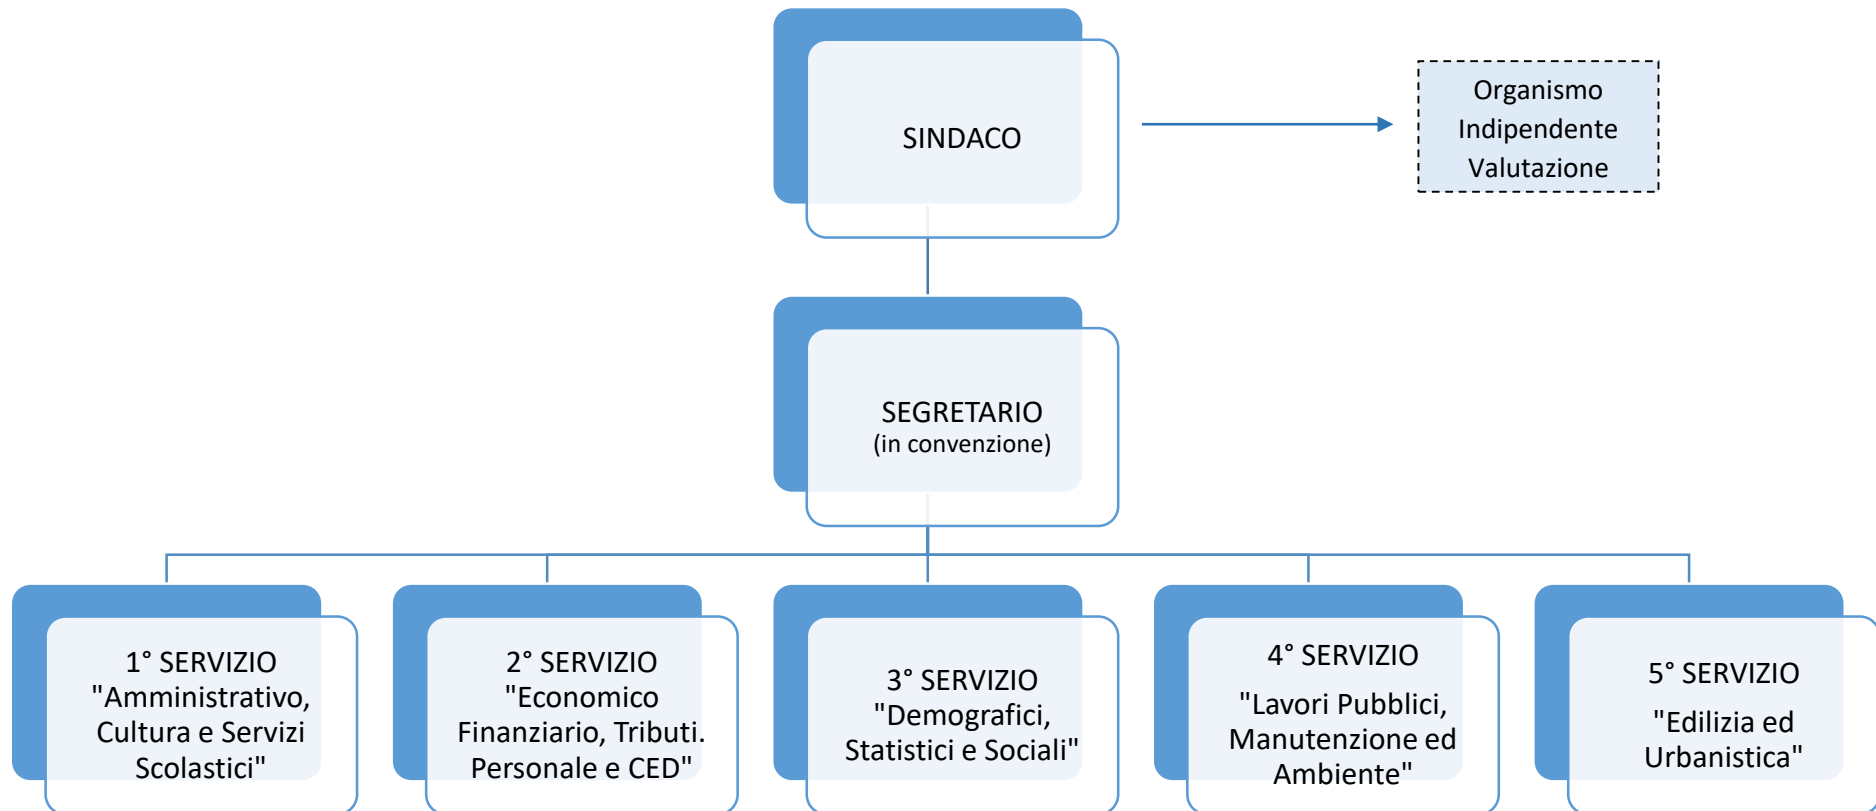 SINDACO
Organismo
Indipendente
Valutazione
SEGRETARIO
(in convenzione)
1° SERVIZIO
"Amministrativo,
Cultura e Servizi
Scolastici"
2° SERVIZIO
"Economico
Finanziario, Tributi.
Personale e CED"
3° SERVIZIO
"Demografici,
Statistici e Sociali"
4° SERVIZIO
"Lavori Pubblici,
Manutenzione ed
Ambiente"
5° SERVIZIO
"Edilizia ed
Urbanistica"